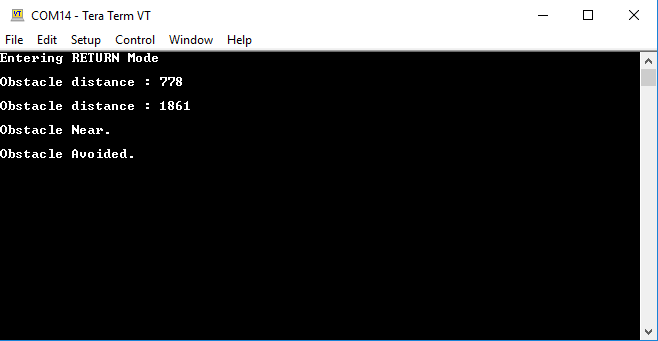 COM14 - Tera Term VT
File Edit Setup Control Window Help
Entering RETURN Mode
Obstacle distance : 778
Obstacle distance : 1861
Obstacle Near.
Obstacle Avoided.